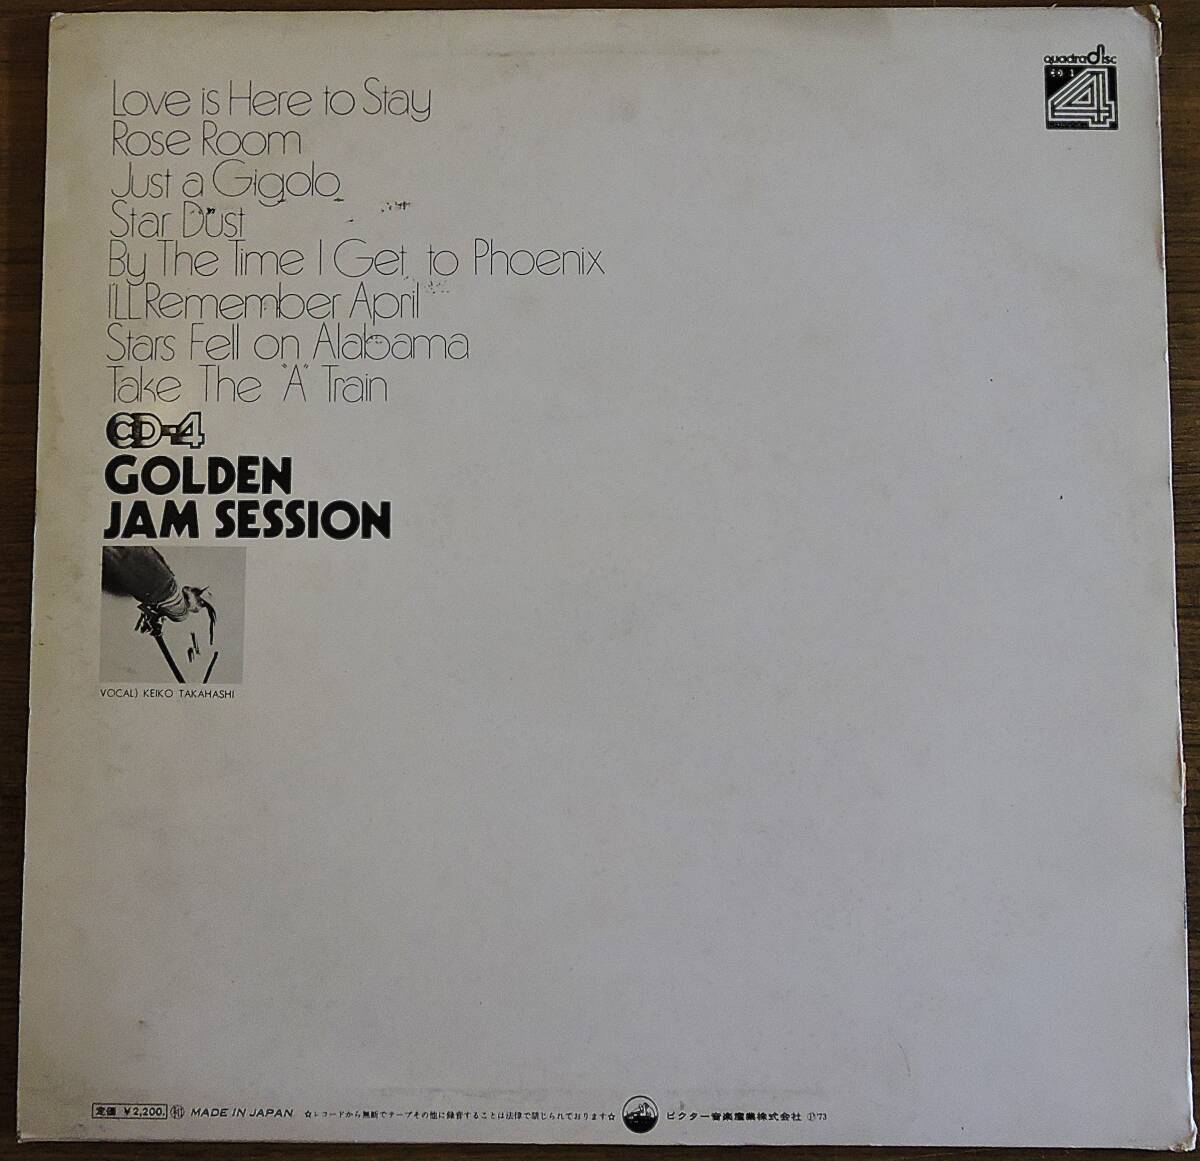 quadradisc
CD-4
Love is Here to Stay
Rose Room
Just a Gigolo
Star Dust
By The Time I Get to Phoenix
ILL Remember April
Stars Fell on Alabama
Take The "A" Train
CD-4
GOLDEN
JAM SESSION
VOCAL) KEIKO TAKAHASHI
定価 ¥2,200. MADE IN JAPAN ☆レコードから無断でテープその他に録音することは法律で禁じられております☆ ビクター音楽産業株式会社 Ⓟ'73